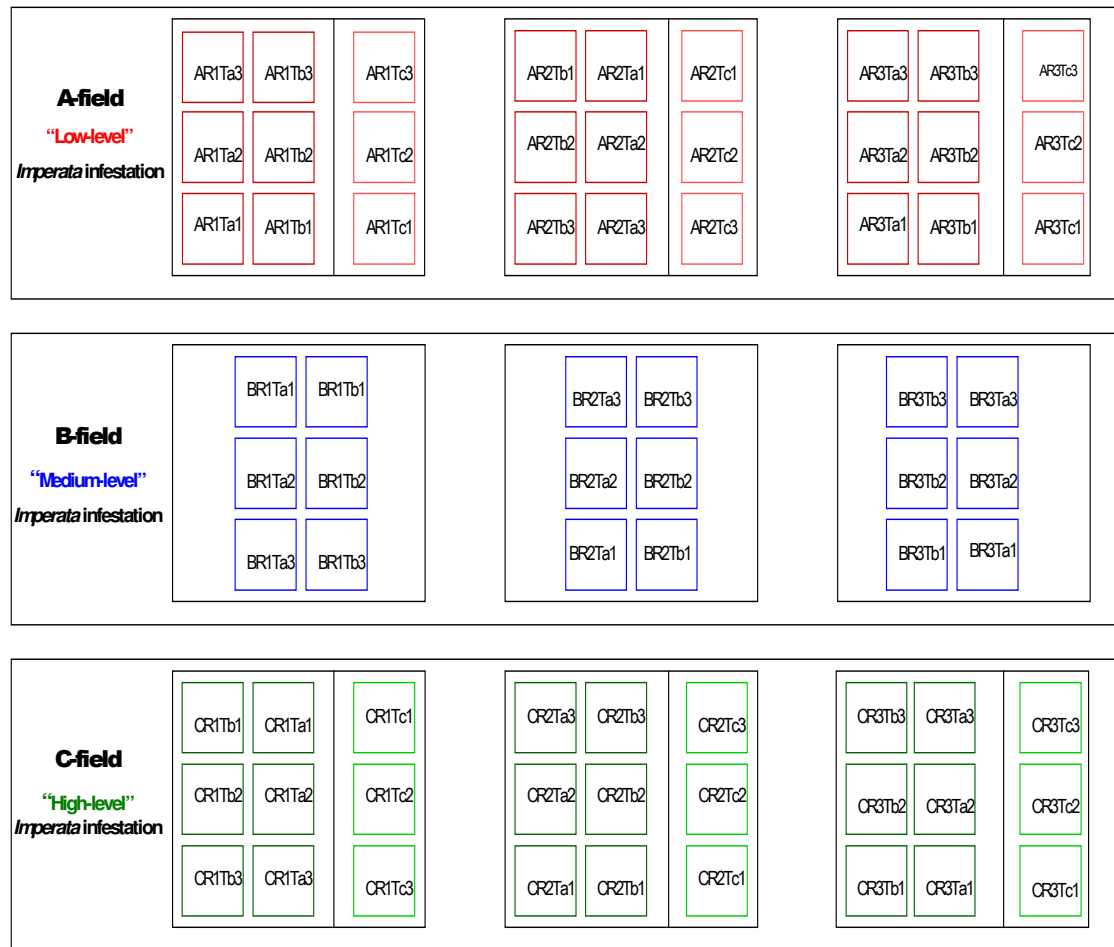 A-field
“Low-level”
Imperata infestation
AR1Ta3 AR1Tb3 AR1Tc3
AR1Ta2 AR1Tb2 AR1Tc2
AR1Ta1 AR1Tb1 AR1Tc1
AR2Tb1 AR2Ta1 AR2Tc1
AR2Tb2 AR2Ta2 AR2Tc2
AR2Tb3 AR2Ta3 AR2Tc3
AR3Ta3 AR3Tb3 AR3Tc3
AR3Ta2 AR3Tb2 AR3Tc2
AR3Ta1 AR3Tb1 AR3Tc1
B-field
“Medium-level”
Imperata infestation
BR1Ta1 BR1Tb1
BR1Ta2 BR1Tb2
BR1Ta3 BR1Tb3
BR2Ta3 BR2Tb3
BR2Ta2 BR2Tb2
BR2Ta1 BR2Tb1
BR3Tb3 BR3Ta3
BR3Tb2 BR3Ta2
BR3Tb1 BR3Ta1
C-field
“High-level”
Imperata infestation
CR1Tb1 CR1Ta1 CR1Tc1
CR1Tb2 CR1Ta2 CR1Tc2
CR1Tb3 CR1Ta3 CR1Tc3
CR2Ta3 CR2Tb3 CR2Tc3
CR2Ta2 CR2Tb2 CR2Tc2
CR2Ta1 CR2Tb1 CR2Tc1
CR3Tb3 CR3Ta3 CR3Tc3
CR3Tb2 CR3Ta2 CR3Tc2
CR3Tb1 CR3Ta1 CR3Tc1